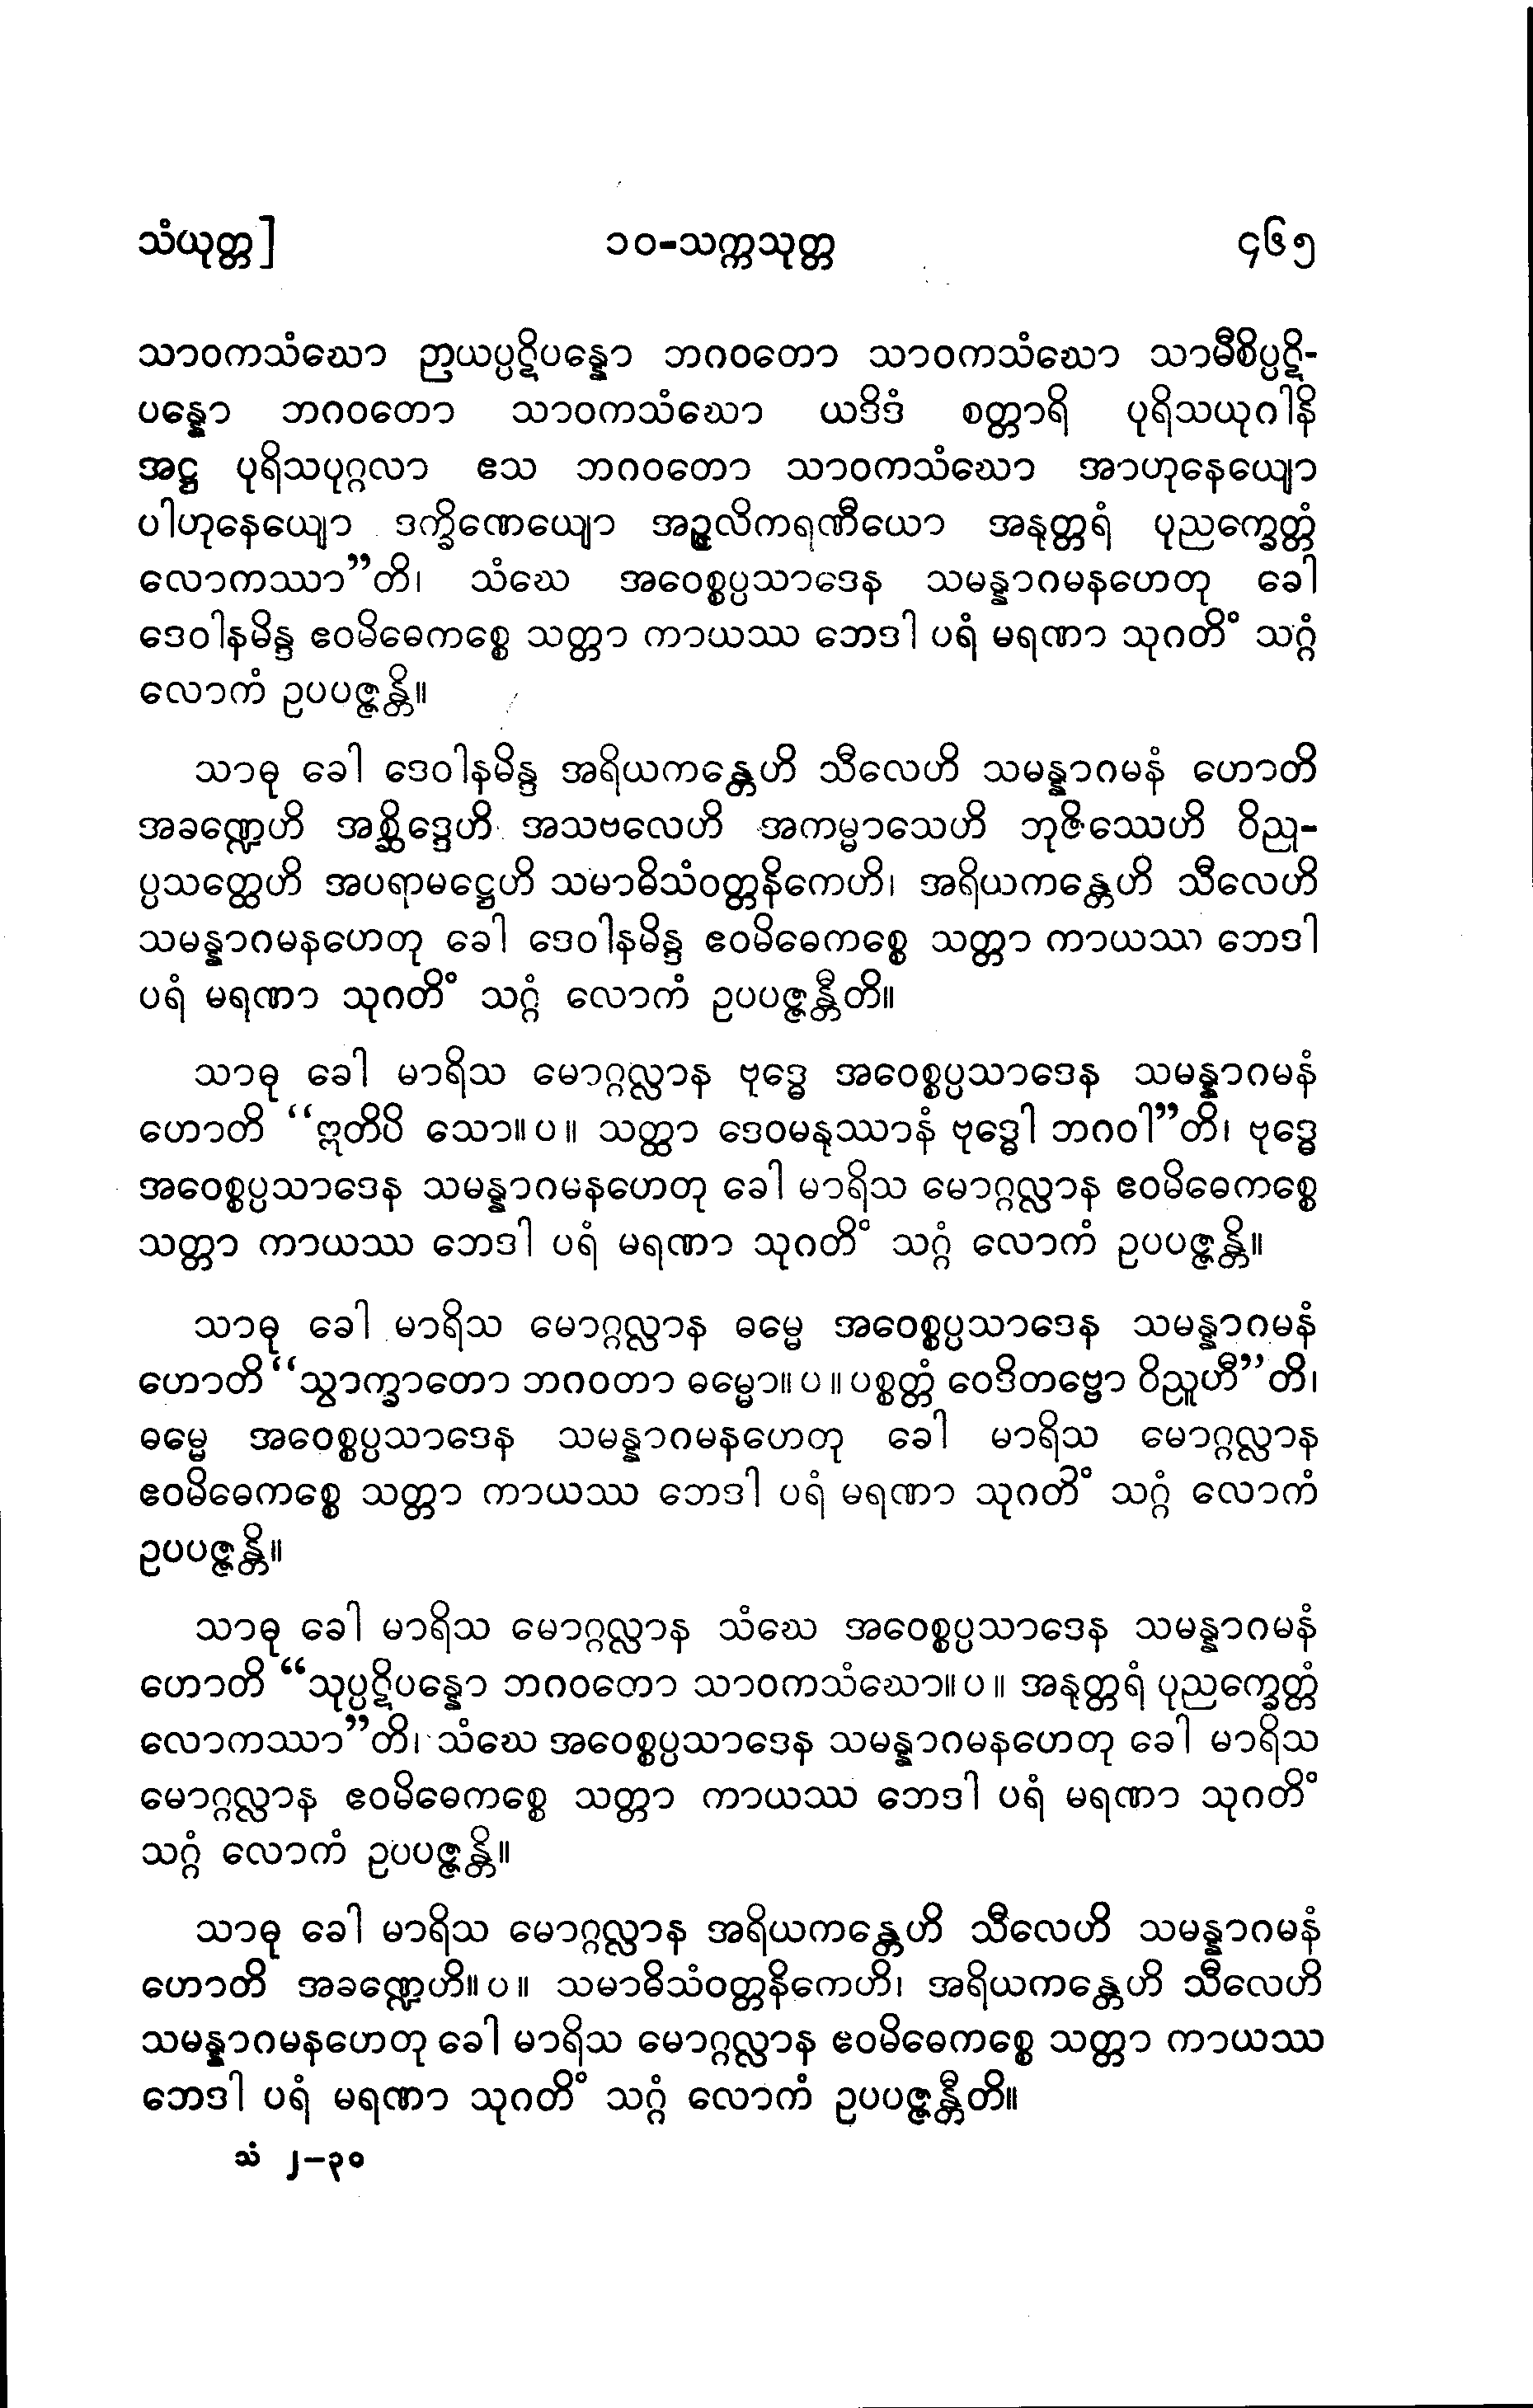 သံယုတ္တ] ၁၀-သက္ကသုတ္တ ၄၆၅
သာဝကသံဃော ဉာယပ္ပဋိပန္နော ဘဂဝတော သာဝကသံဃော သာမီစိပ္ပဋိ-
ပန္နော ဘဂဝတော သာဝကသံဃော ယဒိဒံ စတ္တာရိ ပုရိသယုဂါနိ
အဋ္ဌ ပုရိသပုဂ္ဂလာ ဧသ ဘဂဝတော သာဝကသံဃော အာဟုနေယျော
ပါဟုနေယျော ဒက္ခိဏေယျော အဉ္ဇလိကရဏီယော အနုတ္တရံ ပုညက္ခေတ္တံ
လောကဿာ”တိ၊ သံဃေ အဝေစ္စပ္ပသာဒေန သမန္နာဂမနဟေတု ခေါ
ဒေဝါနမိန္ဒ ဧဝမိဓေကစ္စေ သတ္တာ ကာယဿ ဘေဒါ ပရံ မရဏာ သုဂတိံ သဂ္ဂံ
လောကံ ဥပပဇ္ဇန္တိ။
သာဓု ခေါ ဒေဝါနမိန္ဒ အရိယကန္တေဟိ သီလေဟိ သမန္နာဂမနံ ဟောတိ
အခဏ္ဍေဟိ အစ္ဆိဒ္ဒေဟိ အသဗလေဟိ အကမ္မာသေဟိ ဘုဇိဿေဟိ ဝိညု-
ပ္ပသတ္ထေဟိ အပရာမဋ္ဌေဟိ သမာဓိသံဝတ္တနိကေဟိ၊ အရိယကန္တေဟိ သီလေဟိ
သမန္နာဂမနဟေတု ခေါ ဒေဝါနမိန္ဒ ဧဝမိဓေကစ္စေ သတ္တာ ကာယဿ ဘေဒါ
ပရံ မရဏာ သုဂတိံ သဂ္ဂံ လောကံ ဥပပဇ္ဇန္တီတိ။
သာဓု ခေါ မာရိသ မောဂ္ဂလ္လာန ဗုဒ္ဓေ အဝေစ္စပ္ပသာဒေန သမန္နာဂမနံ
ဟောတိ “ဣတိပိ သော။ပ။ သတ္ထာ ဒေဝမနုဿာနံ ဗုဒ္ဓေါ ဘဂဝါ”တိ၊ ဗုဒ္ဓေ
အဝေစ္စပ္ပသာဒေန သမန္နာဂမနဟေတု ခေါ မာရိသ မောဂ္ဂလ္လာန ဧဝမိဓေကစ္စေ
သတ္တာ ကာယဿ ဘေဒါ ပရံ မရဏာ သုဂတိံ သဂ္ဂံ လောကံ ဥပပဇ္ဇန္တိ။
သာဓု ခေါ မာရိသ မောဂ္ဂလ္လာန ဓမ္မေ အဝေစ္စပ္ပသာဒေန သမန္နာဂမနံ
ဟောတိ “သွာက္ခာတော ဘဂဝတာ ဓမ္မော။ပ။ ပစ္စတ္တံ ဝေဒိတဗ္ဗော ဝိညူဟီ”တိ၊
ဓမ္မေ အဝေစ္စပ္ပသာဒေန သမန္နာဂမနဟေတု ခေါ မာရိသ မောဂ္ဂလ္လာန
ဧဝမိဓေကစ္စေ သတ္တာ ကာယဿ ဘေဒါ ပရံ မရဏာ သုဂတိံ သဂ္ဂံ လောကံ
ဥပပဇ္ဇန္တိ။
သာဓု ခေါ မာရိသ မောဂ္ဂလ္လာန သံဃေ အဝေစ္စပ္ပသာဒေန သမန္နာဂမနံ
ဟောတိ “သုပ္ပဋိပန္နော ဘဂဝတော သာဝကသံဃော။ပ။ အနုတ္တရံ ပုညက္ခေတ္တံ
လောကဿာ”တိ၊ သံဃေ အဝေစ္စပ္ပသာဒေန သမန္နာဂမနဟေတု ခေါ မာရိသ
မောဂ္ဂလ္လာန ဧဝမိဓေကစ္စေ သတ္တာ ကာယဿ ဘေဒါ ပရံ မရဏာ သုဂတိံ
သဂ္ဂံ လောကံ ဥပပဇ္ဇန္တိ။
သာဓု ခေါ မာရိသ မောဂ္ဂလ္လာန အရိယကန္တေဟိ သီလေဟိ သမန္နာဂမနံ
ဟောတိ အခဏ္ဍေဟိ။ပ။ သမာဓိသံဝတ္တနိကေဟိ၊ အရိယကန္တေဟိ သီလေဟိ
သမန္နာဂမနဟေတု ခေါ မာရိသ မောဂ္ဂလ္လာန ဧဝမိဓေကစ္စေ သတ္တာ ကာယဿ
ဘေဒါ ပရံ မရဏာ သုဂတိံ သဂ္ဂံ လောကံ ဥပပဇ္ဇန္တီတိ။
သံ ၂–၃၀